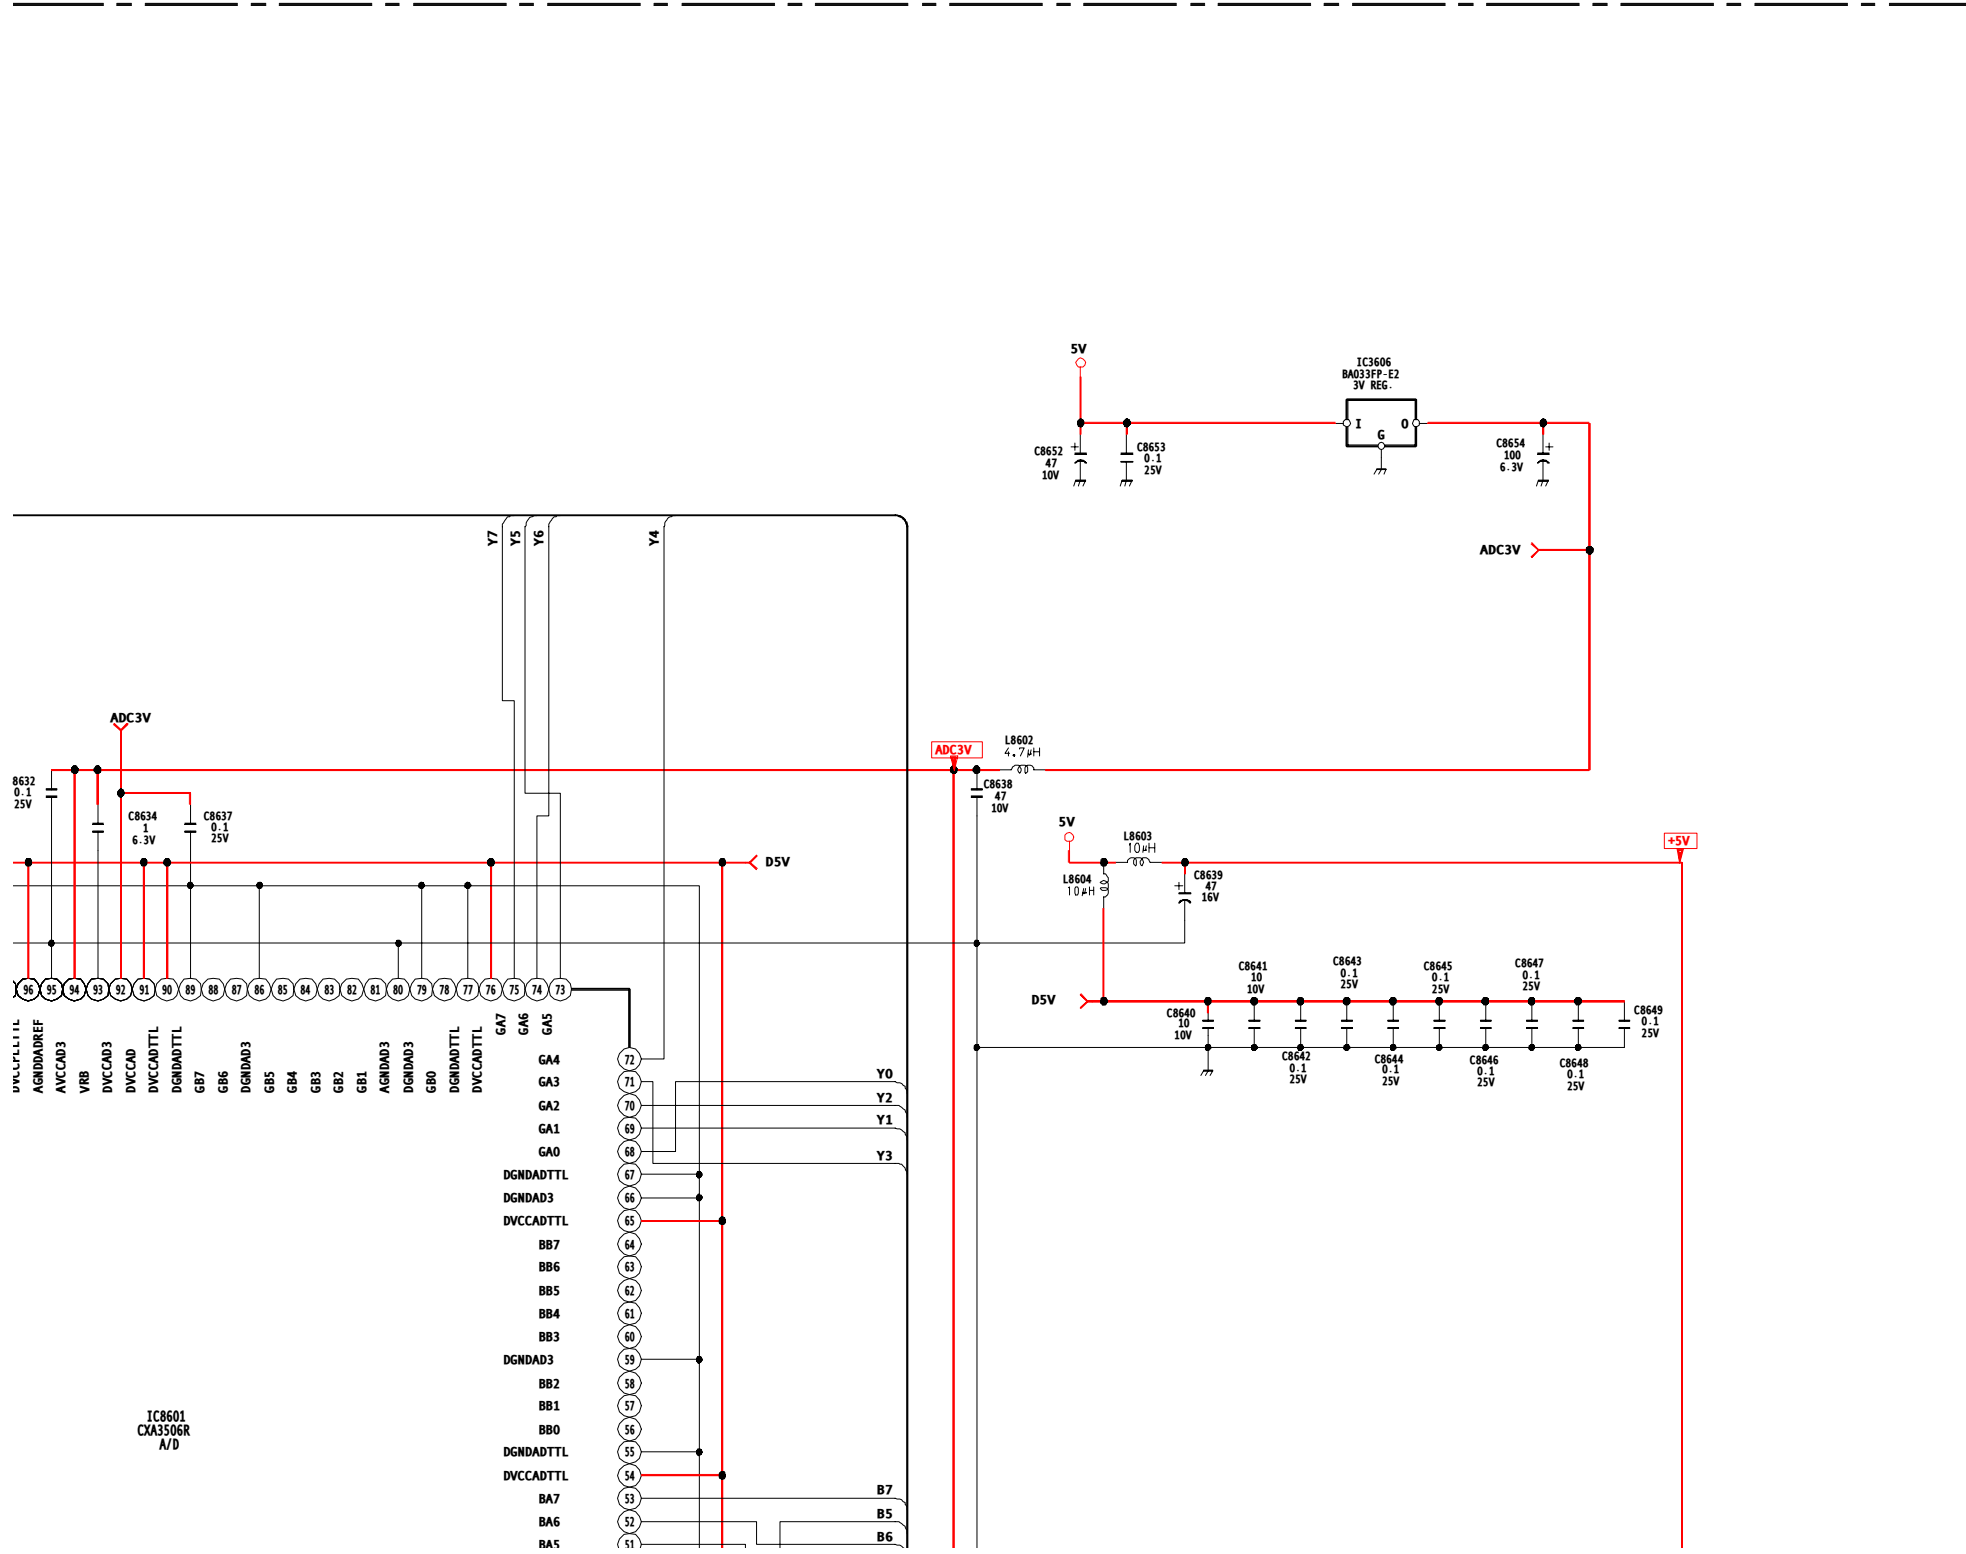 5V
IC3606
BA033FP-E2
3V REG.
I
O
G
C8652
47
10V
+
C8653
0.1
25V
C8654
100
6.3V
+
Y7
Y5
Y6
Y4
ADC3V
ADC3V
ADC3V
L8602
4.7μH
8632
0.1
25V
C8634
1
6.3V
C8637
0.1
25V
C8638
47
10V
5V
L8603
10μH
+5V
D5V
L8604
10μH
+
C8639
47
16V
96 95 94 93 92 91 90 89 88 87 86 85 84 83 82 81 80 79 78 77 76 75 74 73
D5V
C8641
10
10V
C8643
0.1
25V
C8645
0.1
25V
C8647
0.1
25V
C8640
10
10V
C8649
0.1
25V
C8642
0.1
25V
C8644
0.1
25V
C8646
0.1
25V
C8648
0.1
25V
AGNDADREF
AVCCAD3
VRB
DVCCAD3
DVCCAD
DVCCADTTL
DGNDADTTL
GB7
GB6
DGNDAD3
GB5
GB4
GB3
GB2
GB1
AGNDAD3
DGNDAD3
GB0
DGNDADTTL
DVCCADTTL
GA7
GA6
GA5
GA4 72
GA3 71 Y0
GA2 70 Y2
GA1 69 Y1
GA0 68 Y3
DGNDADTTL 67
DGNDAD3 66
DVCCADTTL 65
BB7 64
BB6 63
BB5 62
BB4 61
BB3 60
DGNDAD3 59
BB2 58
BB1 57
BB0 56
DGNDADTTL 55
DVCCADTTL 54
BA7 53 B7
BA6 52 B5
BA5 51 B6
IC8601
CXA3506R
A/D